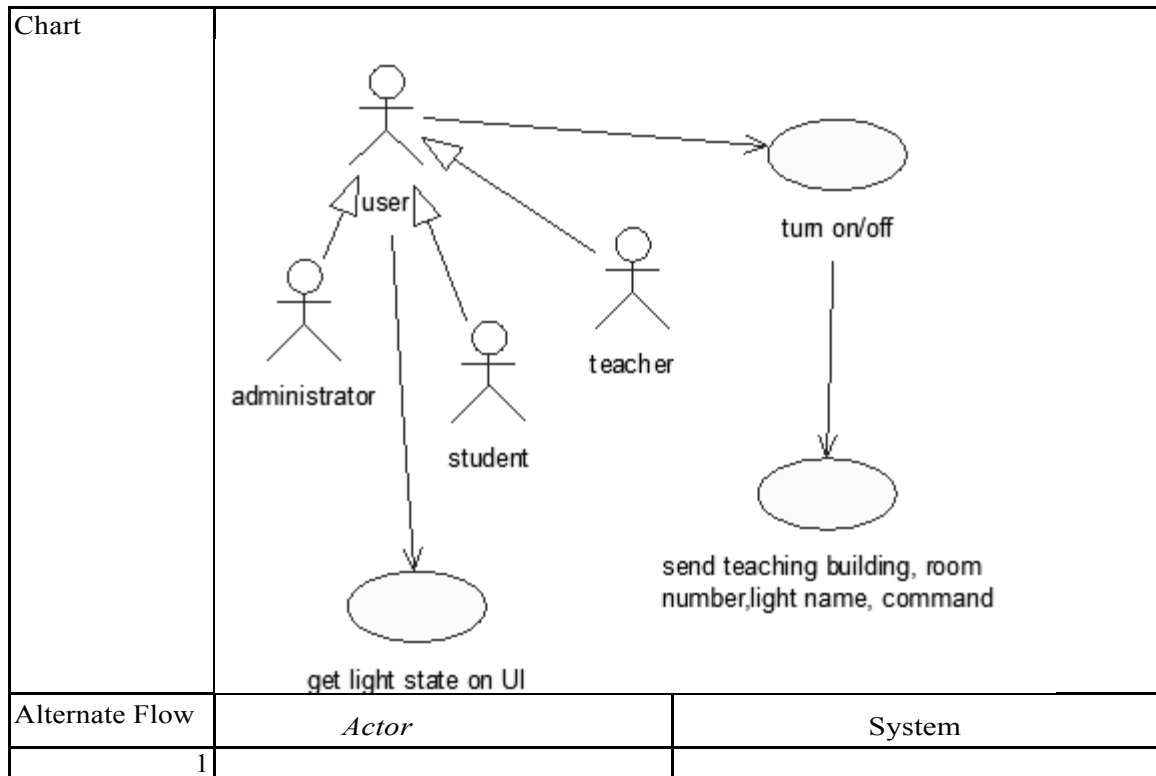 Chart
user
turn on/off
teacher
administrator
student
send teaching building, room
number,light name, command
get light state on UI
Alternate Flow
Actor
System
1